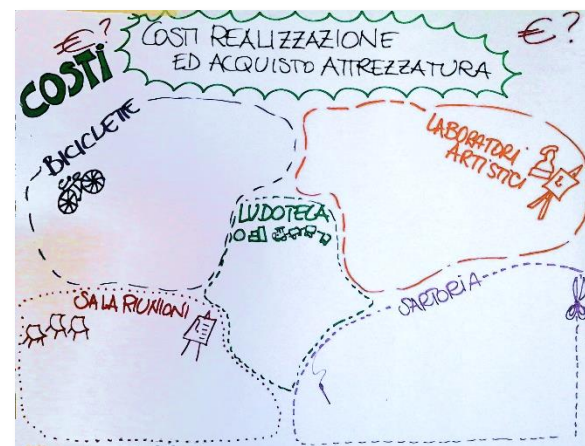 €?
COSTI
COSTI REALIZZAZIONE
ED ACQUISTO ATTREZZATURA
€?
BICICLETTE
LABORATORI
ARTISTICI
LUDOTECA
SALA RIUNIONI
SARTORIA